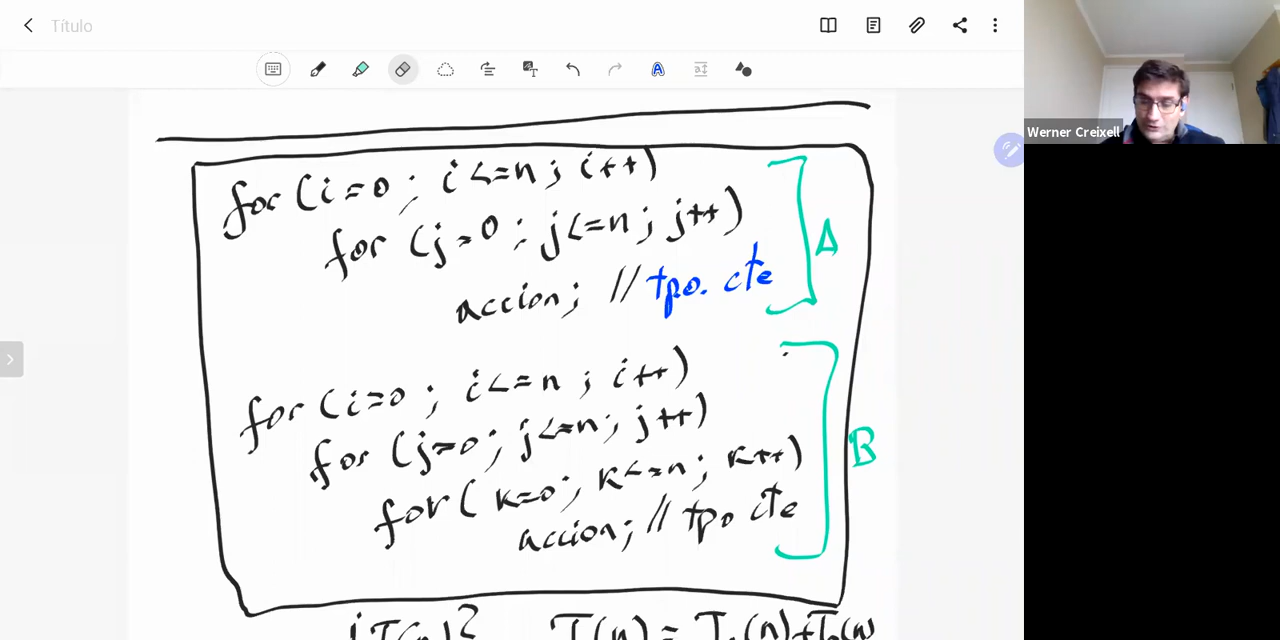 Título
Werner Creixell
for (i=0; i<=n; i++)
for (j=0; j<=n; j++)
accion; // tpo. cte
A
for (i=0; i<=n; i++)
for (j=0; j<=n; j++)
for (k=0; k<=n; k++)
accion; // tpo cte
B
¿T(n)? T(n) = T
(n)+T
(n)